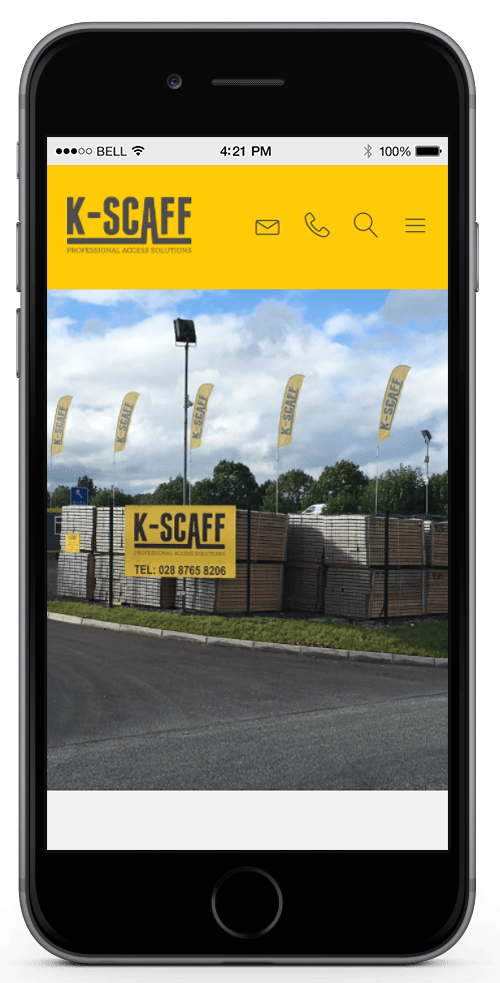 BELL
4:21 PM
100%
K-SCAFF
PROFESSIONAL ACCESS SOLUTIONS
K-SCAFF
K-SCAFF
K-SCAFF
K-SCAFF
K-SCAFF
K-SCAFF
PROFESSIONAL ACCESS SOLUTIONS
TEL: 028 8765 8206